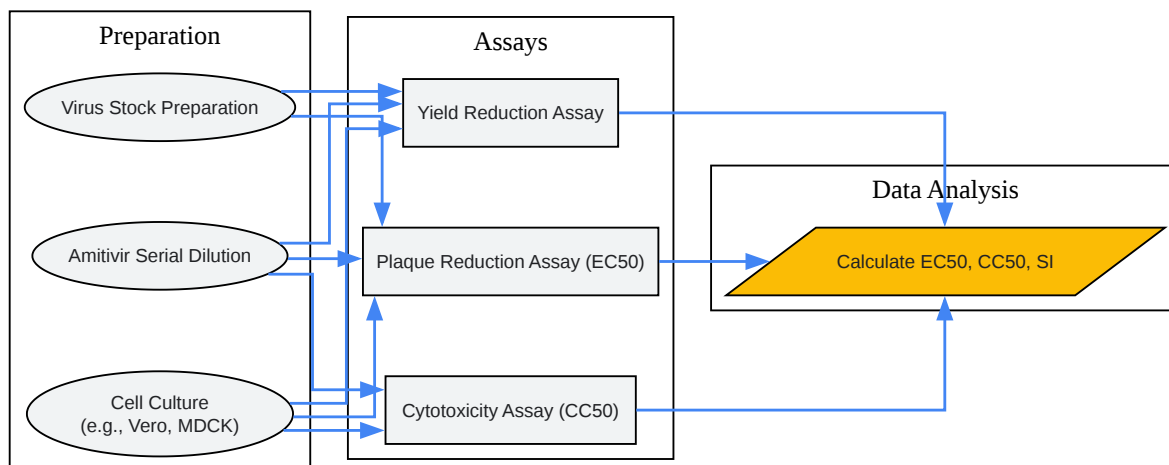 Preparation
Virus Stock Preparation
Amitivir Serial Dilution
Cell Culture
(e.g., Vero, MDCK)
Assays
Yield Reduction Assay
Plaque Reduction Assay (EC50)
Cytotoxicity Assay (CC50)
Data Analysis
Calculate EC50, CC50, SI